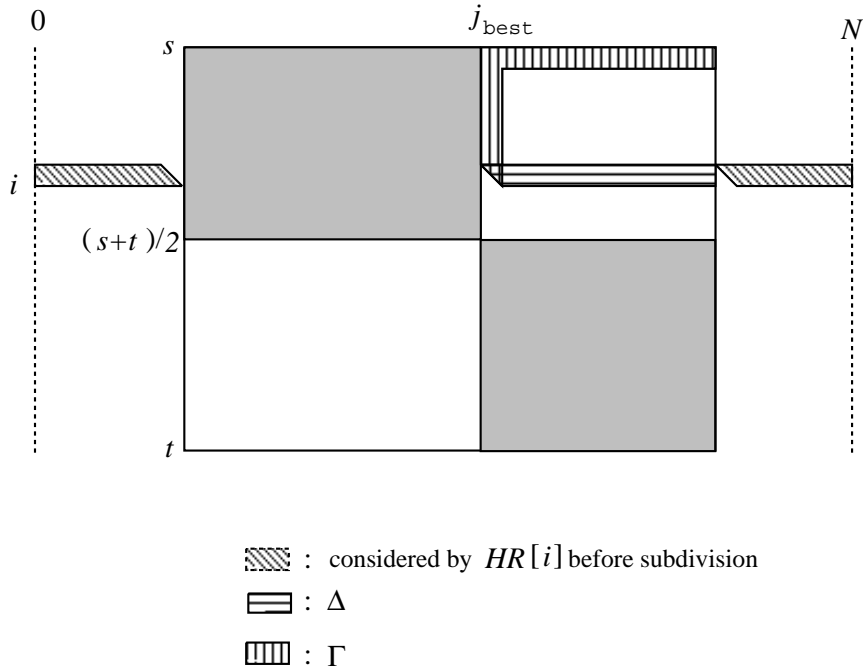 0
j_best
N
s
i
(s+t)/2
t
: considered by HR[i] before subdivision
: Δ
: Γ